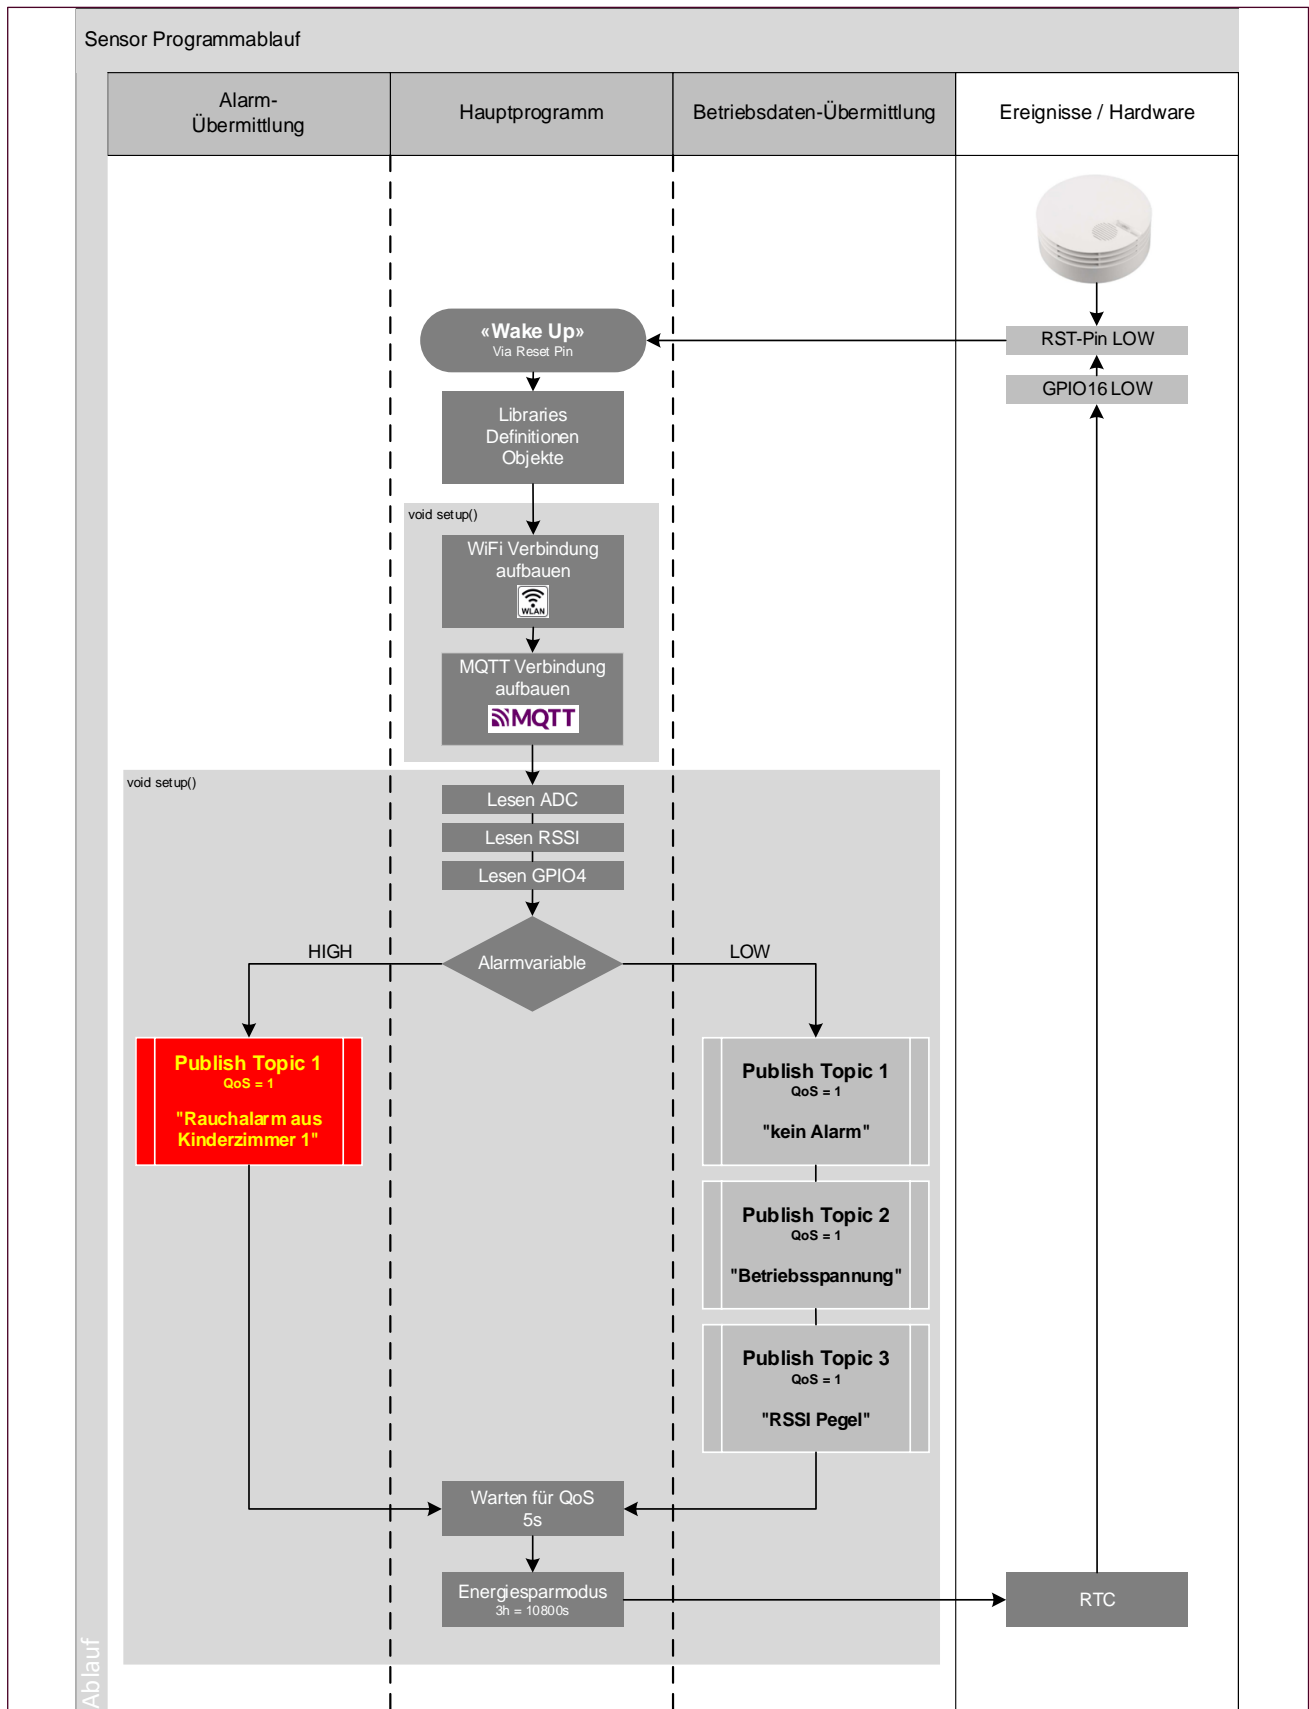 Sensor Programmablauf
Alarm-
Übermittlung
Hauptprogramm
Betriebsdaten-Übermittlung
Ereignisse / Hardware
«Wake Up»
Via Reset Pin
RST-Pin LOW
GPIO16 LOW
Libraries
Definitionen
Objekte
void setup()
WiFi Verbindung
aufbauen
WLAN
MQTT Verbindung
aufbauen
MQTT
void setup()
Lesen ADC
Lesen RSSI
Lesen GPIO4
HIGH
Alarmvariable
LOW
Publish Topic 1
QoS = 1
"Rauchalarm aus
Kinderzimmer 1"
Publish Topic 1
QoS = 1
"kein Alarm"
Publish Topic 2
QoS = 1
"Betriebsspannung"
Publish Topic 3
QoS = 1
"RSSI Pegel"
Warten für QoS
5s
Energiesparmodus
3h = 10800s
RTC
Ablauf